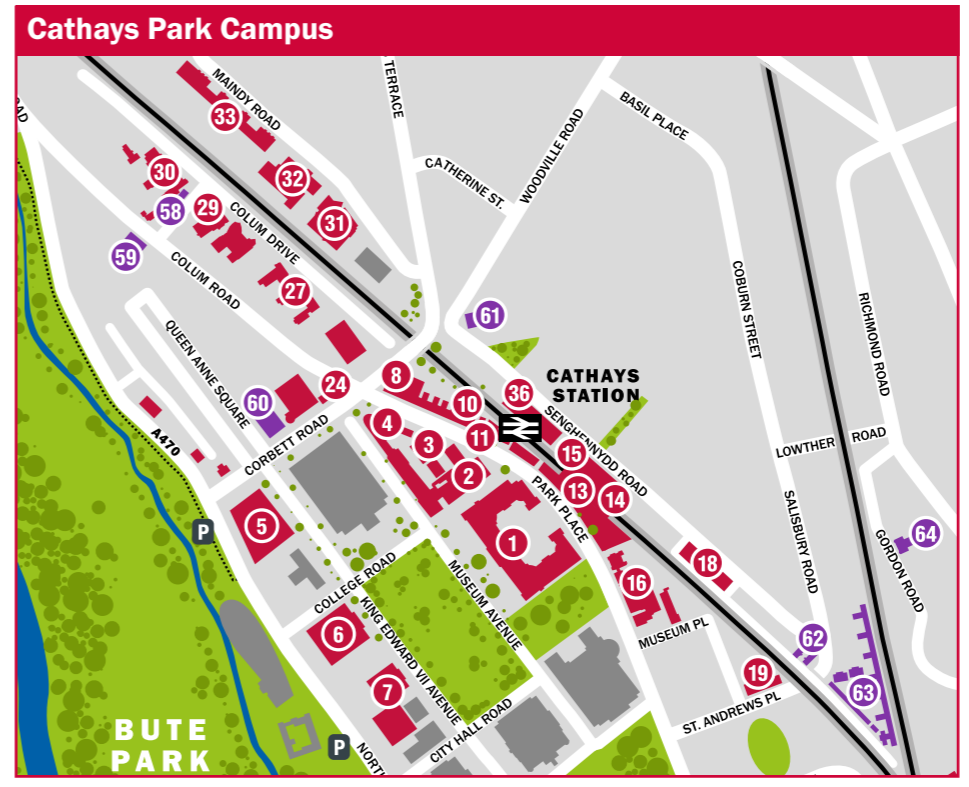 Cathays Park Campus
MAINDY ROAD
TERRACE
BASIL PLACE
WOODVILLE ROAD
CATHERINE ST.
33
32
31
30
58
29
59
COLUM DRIVE
COLUM ROAD
27
QUEEN ANNE SQUARE
61
COBURN STREET
RICHMOND ROAD
CATHAYS
STATION
8
24
36
60
10
4
11
3
2
15
SENGHENNYDD ROAD
CORBETT ROAD
A470
LOWTHER ROAD
13
14
PARK PLACE
SALISBURY ROAD
5
P
1
64
GORDON ROAD
18
COLLEGE ROAD
MUSEUM AVENUE
KING EDWARD VII AVENUE
16
6
MUSEUM PL
62
7
19
63
ST. ANDREWS PL
CITY HALL ROAD
BUTE
PARK
P
NORTH